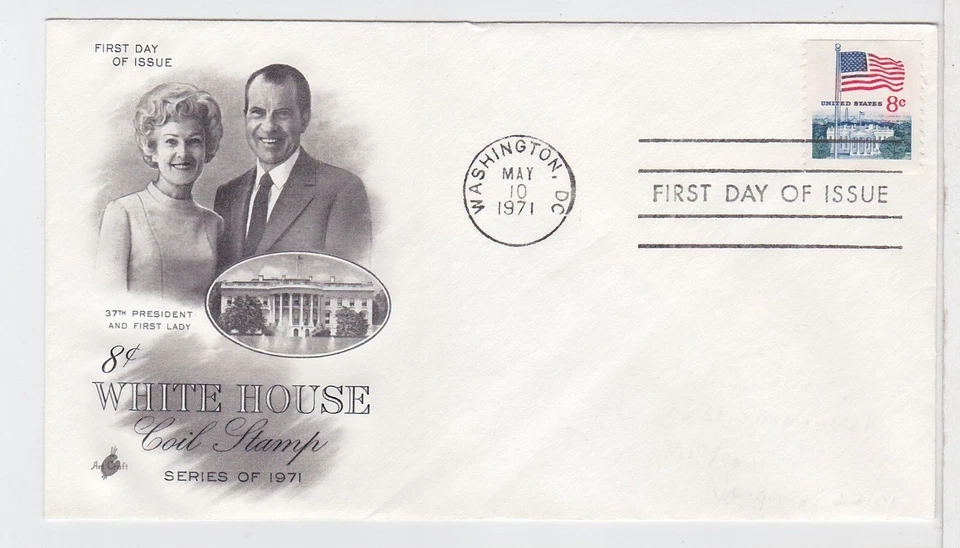 FIRST DAY
OF ISSUE
37TH PRESIDENT
AND FIRST LADY
8¢
WHITE HOUSE
Coil Stamp
SERIES OF 1971
Art Craft
WASHINGTON, DC
MAY
10
1971
UNITED STATES 8c
FIRST DAY OF ISSUE